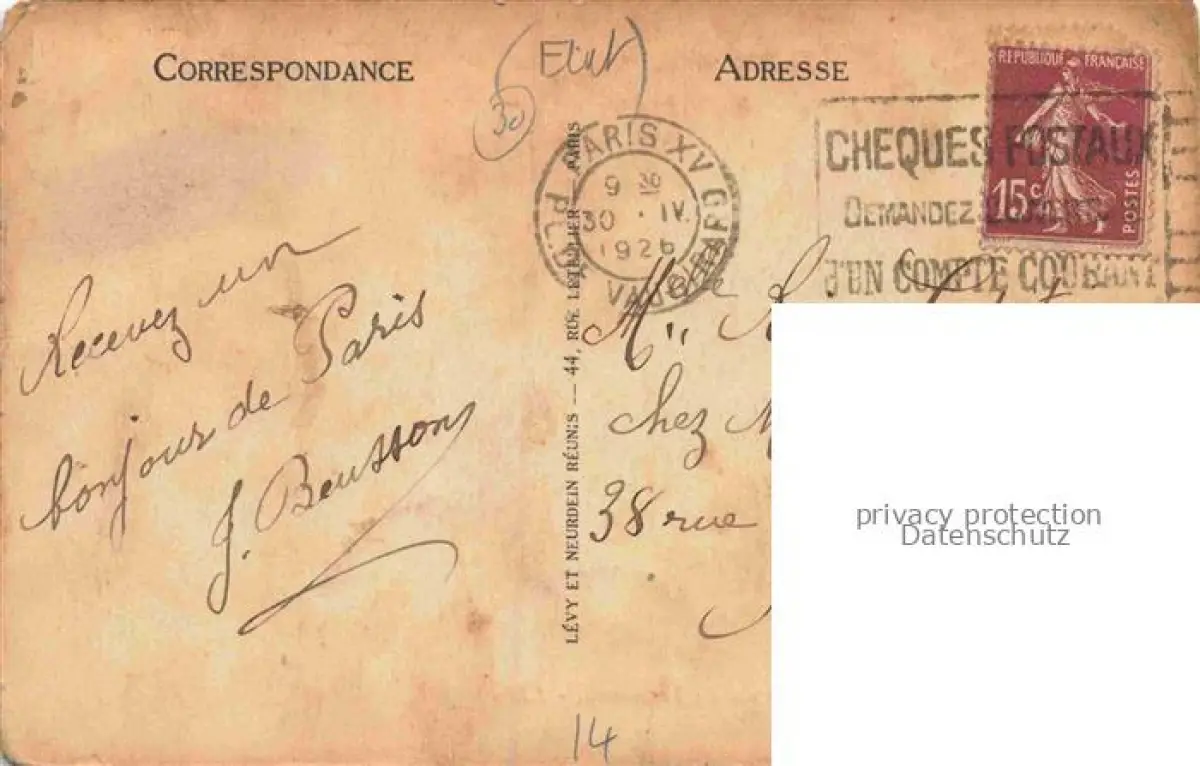 CORRESPONDANCE
(Etat)
30
ADRESSE
RÉPUBLIQUE FRANÇAISE
15c.
POSTES
CHEQUES POSTAUX
DEMANDEZ
D'UN COMPTE COURANT
PARIS XV
9 30
30 · IV
1926
Recevez un
bonjour de Paris
J. Beusson
LÉVY ET NEURDEIN RÉUNIS — 44, RUE LETELLIER — PARIS
Mlle
chez
38 rue
14
privacy protection
Datenschutz